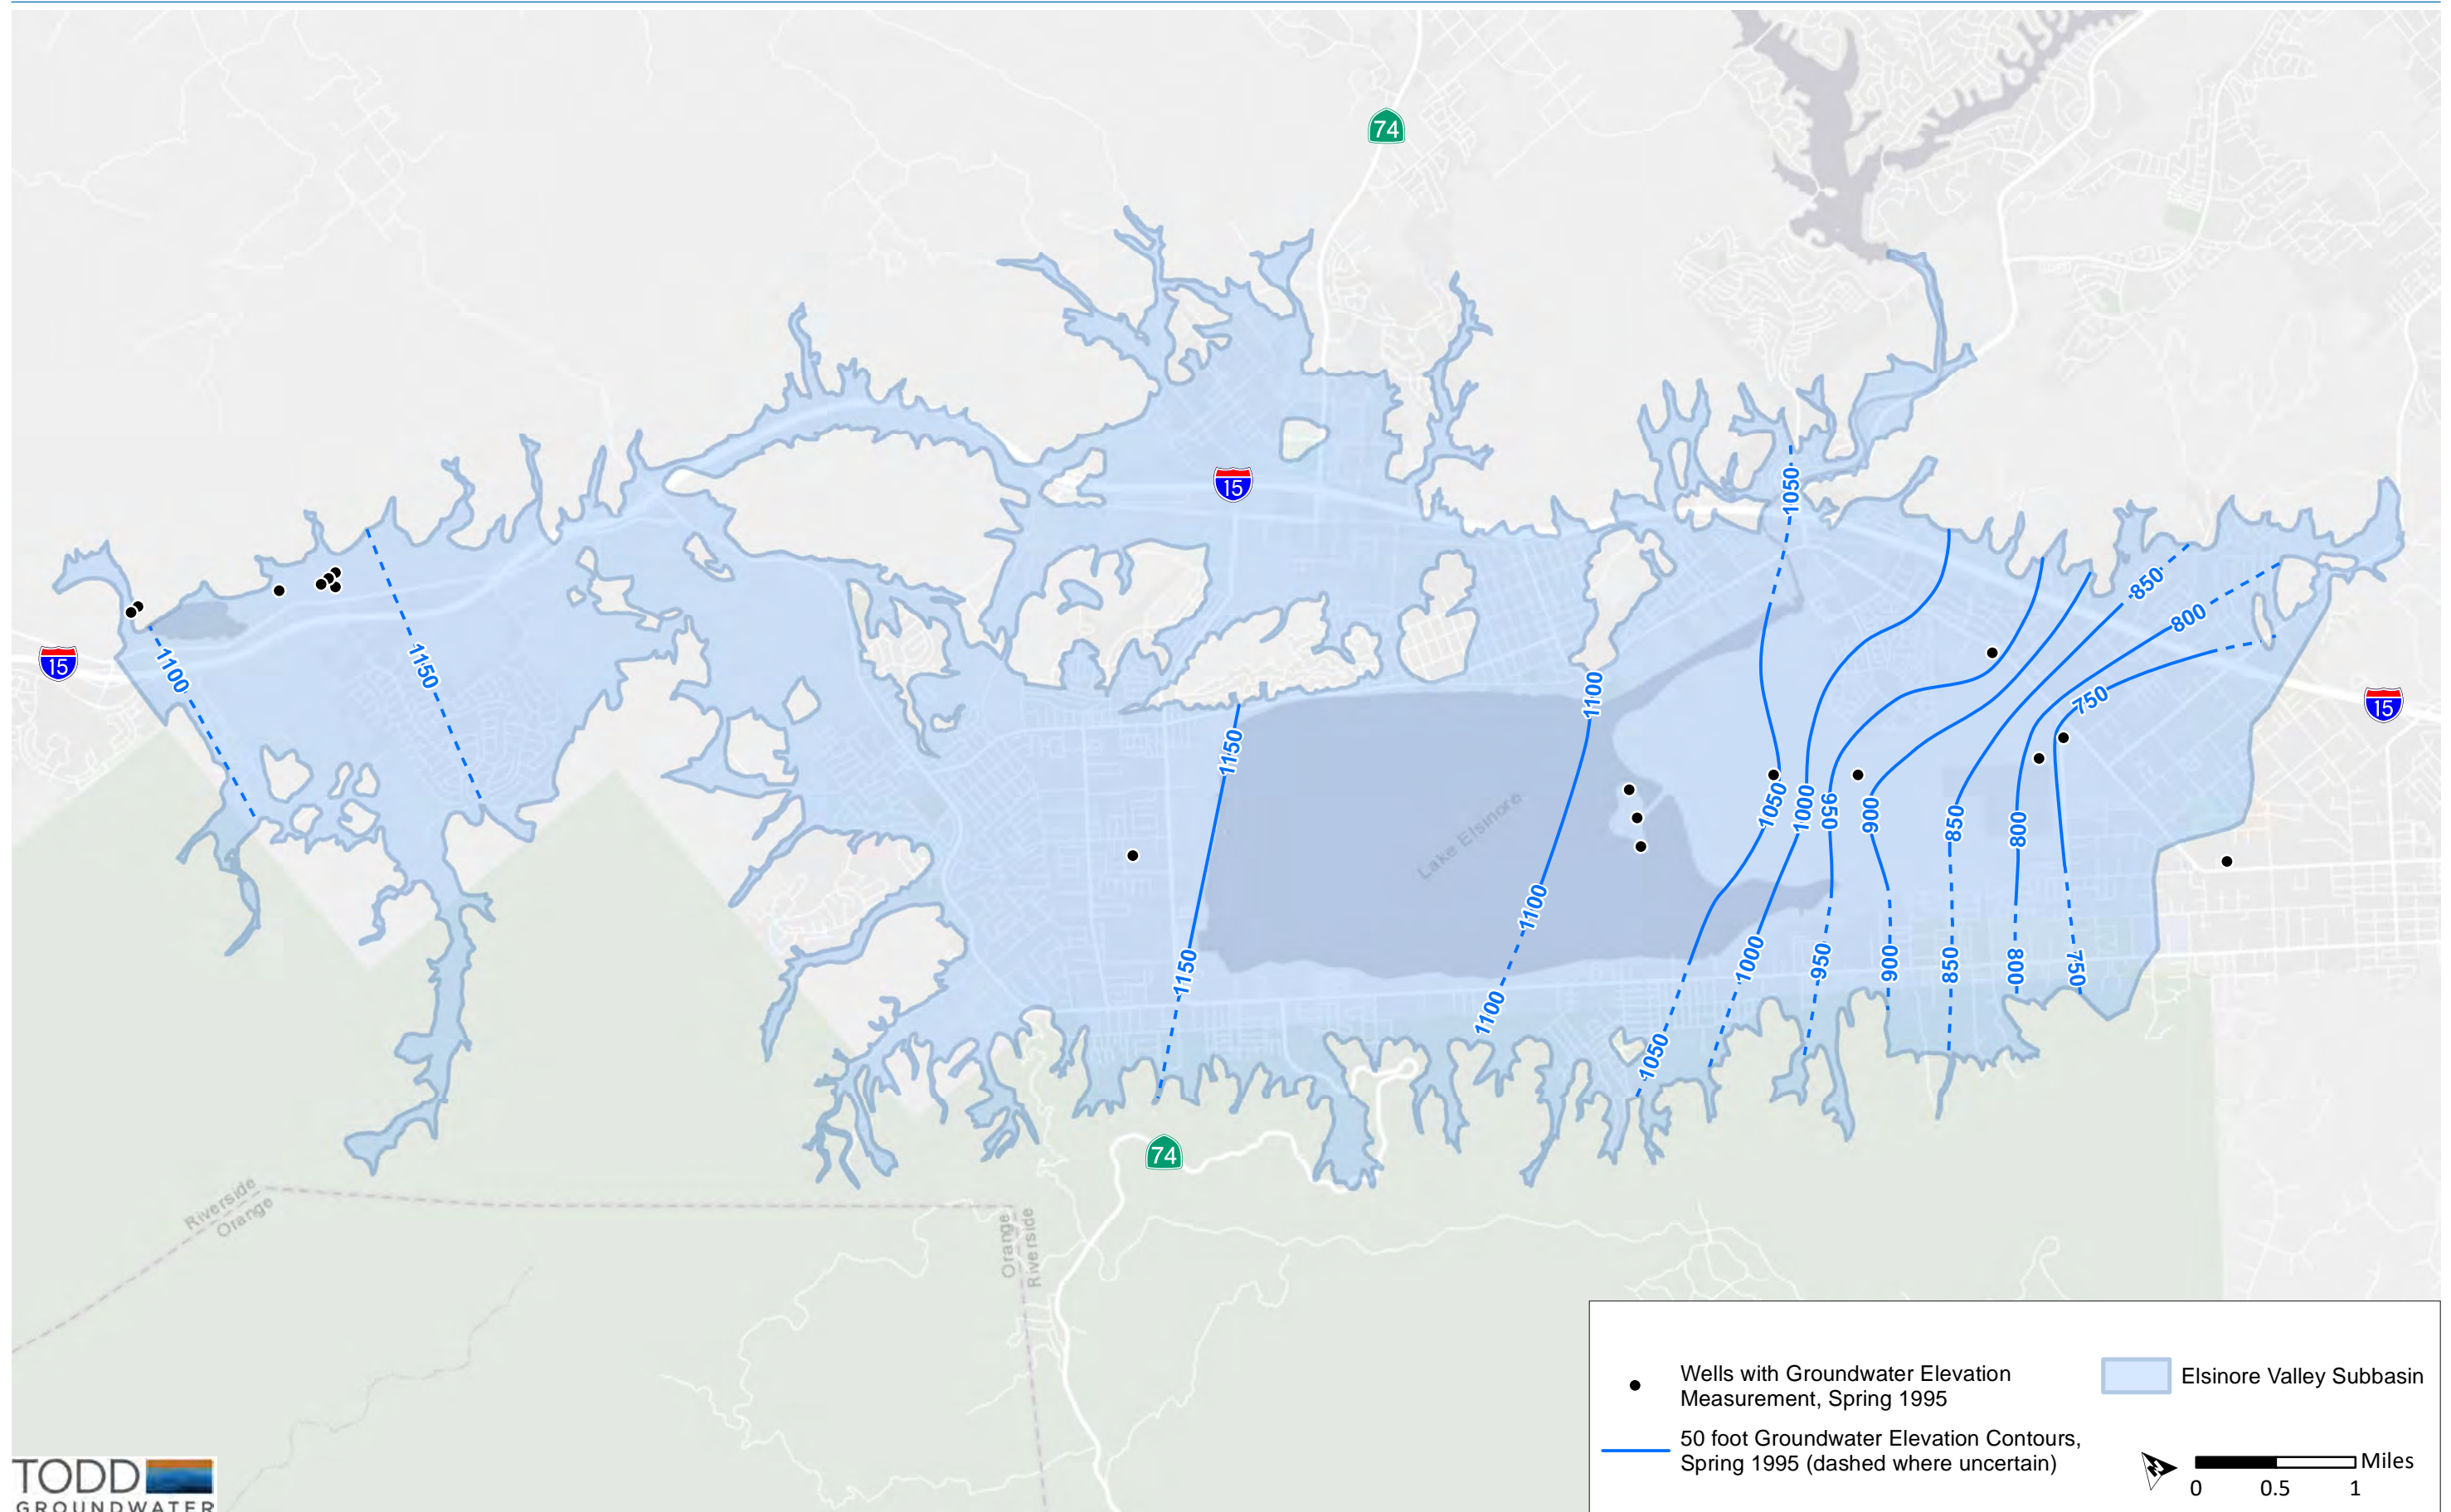 74
1050
15
850
800
15
1100
1150
1100
15
750
1150
1050
1000
950
900
850
800
Lake Elsinore
1100
1150
1000
950
900
850
800
750
1100
1050
74
Riverside
Orange
Orange
Riverside
Wells with Groundwater Elevation
Measurement, Spring 1995
Elsinore Valley Subbasin
50 foot Groundwater Elevation Contours,
Spring 1995 (dashed where uncertain)
N
Miles
0 0.5 1
TODD
GROUNDWATER